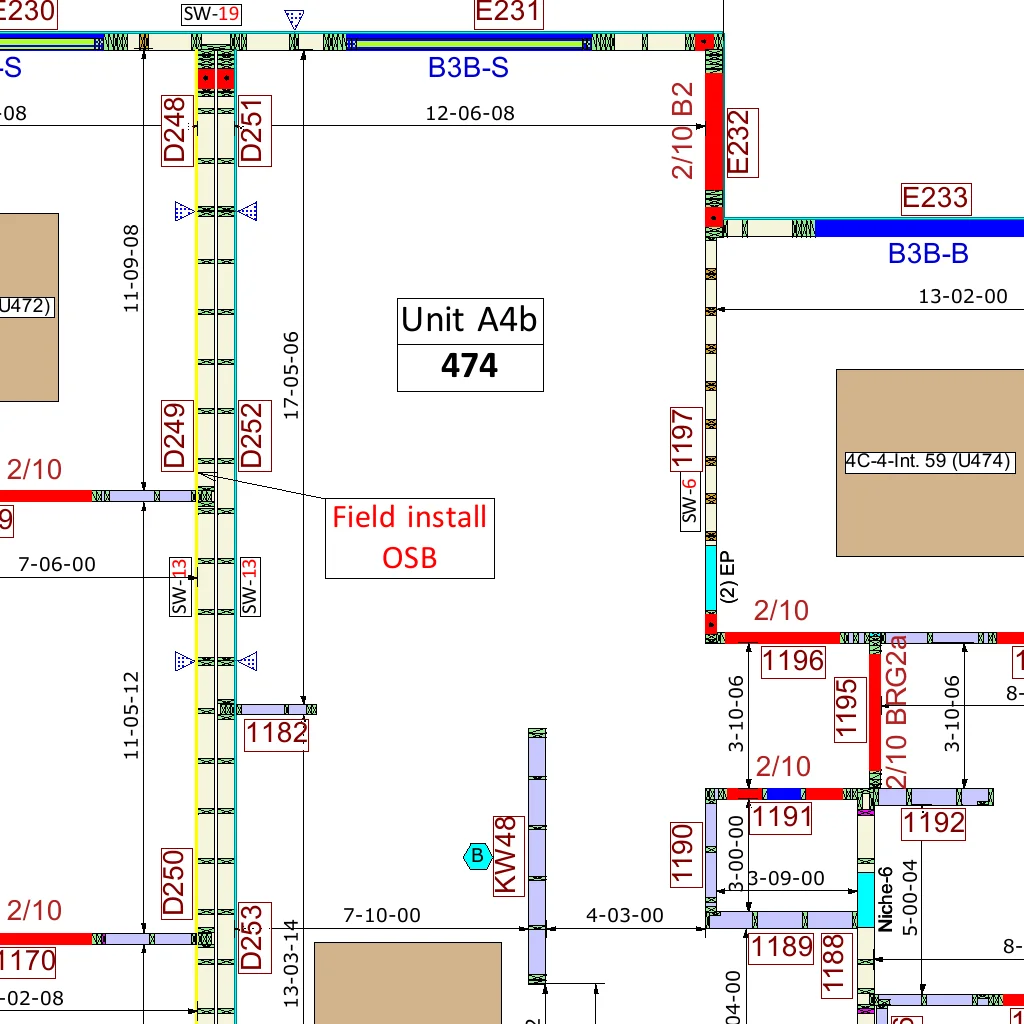 E230
SW-19
E231
-S
B3B-S
-08
12-06-08
D248
D251
2/10 B2
E232
E233
B3B-B
11-09-08
13-02-00
(U472)
Unit A4b
474
17-05-06
D249
D252
1197
4C-4-Int. 59 (U474)
2/10
SW-6
9
Field install
OSB
7-06-00
SW-13
SW-13
(2) EP
2/10
1196
11-05-12
3-10-06
1195
2/10 BRG2a
3-10-06
8-
1182
2/10
1191
1192
B
KW48
1190
3-00-00
3-09-00
Niche-6
5-00-04
D250
2/10
D253
13-03-14
7-10-00
4-03-00
1189
1188
8-
1170
-02-08
04-00